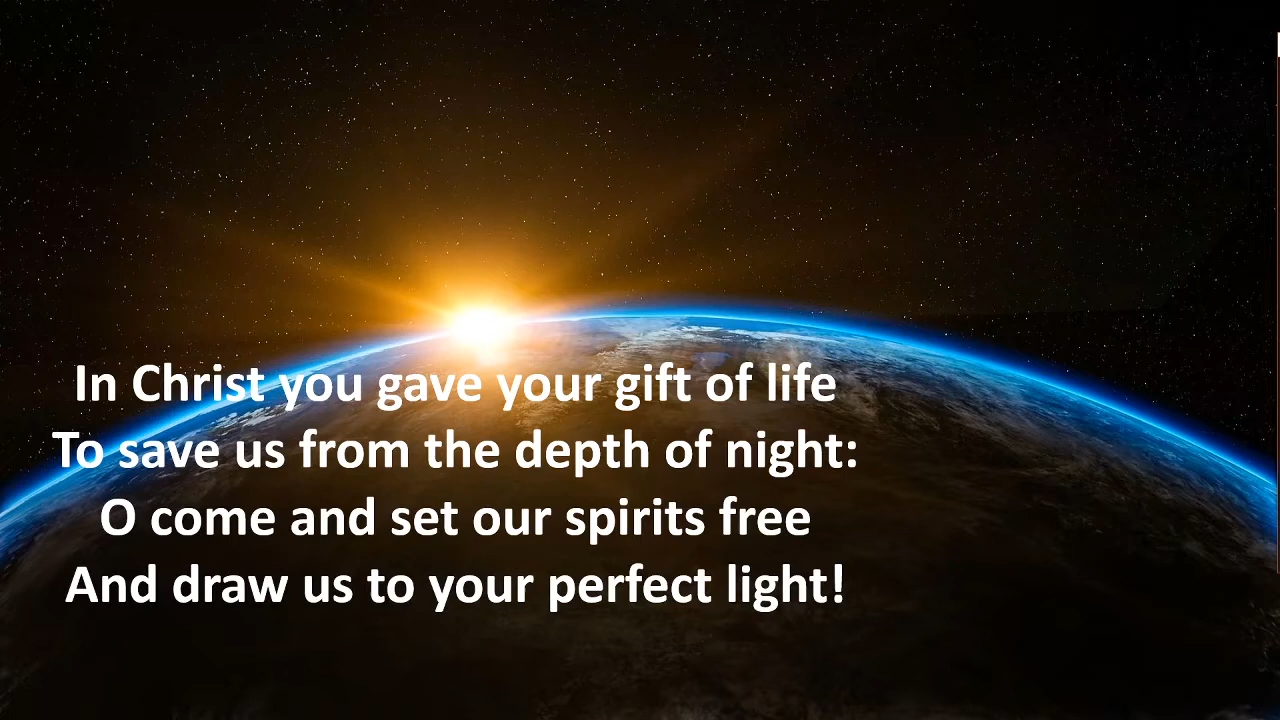 In Christ you gave your gift of life
To save us from the depth of night:
O come and set our spirits free
And draw us to your perfect light!